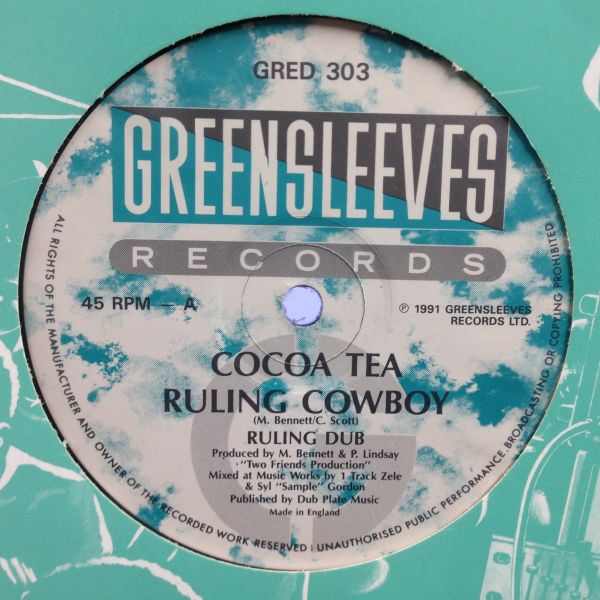 GRED 303
GREENSLEEVES
RECORDS
45 RPM – A
℗ 1991 GREENSLEEVES
RECORDS LTD.
COCOA TEA
RULING COWBOY
(M. Bennett/C. Scott)
RULING DUB
Produced by M. Bennett & P. Lindsay
"Two Friends Production"
Mixed at Music Works by 1 Track Zele
& Syl "Sample" Gordon
Published by Dub Plate Music
Made in England
ALL RIGHTS OF THE MANUFACTURER AND OWNER OF THE RECORDED WORK RESERVED : UNAUTHORISED PUBLIC PERFORMANCE. BROADCASTING OR COPYING PROHIBITED